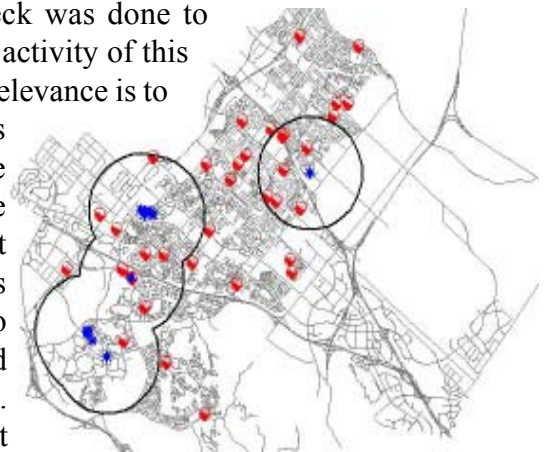 eck was done to
activity of this
elevance is to
s
e
e
t
s
o
d
.
t